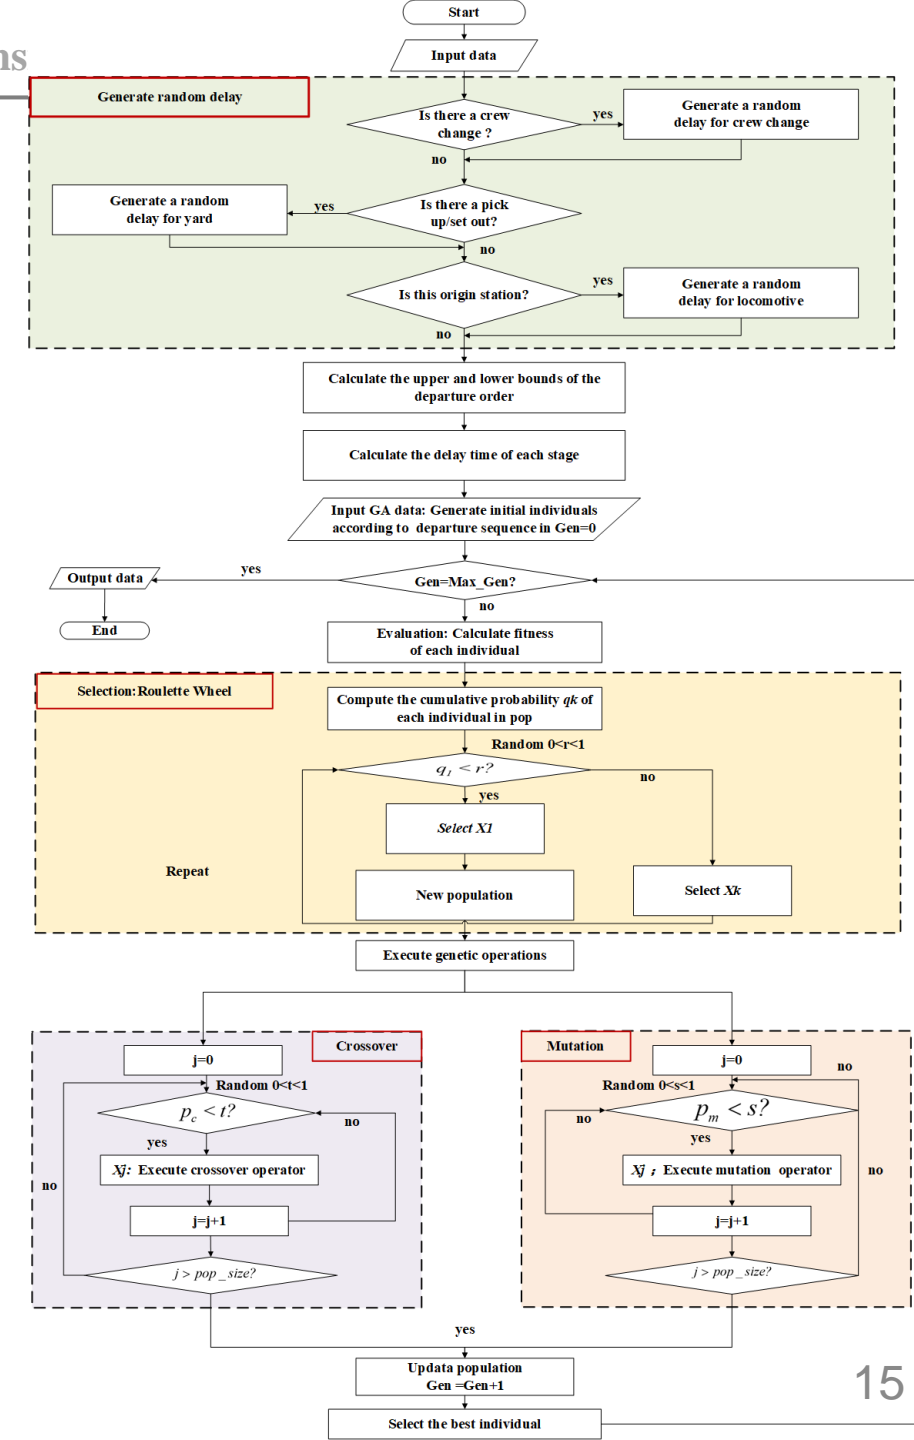 ns
Start
Input data
Generate random delay
Is there a crew
change ?
yes
Generate a random
delay for crew change
no
Generate a random
delay for yard
yes
Is there a pick
up/set out?
no
Is this origin station?
yes
Generate a random
delay for locomotive
no
Calculate the upper and lower bounds of the
departure order
Calculate the delay time of each stage
Input GA data: Generate initial individuals
according to departure sequence in Gen=0
Output data
yes
Gen=Max_Gen?
no
End
Evaluation: Calculate fitness
of each individual
Selection:Roulette Wheel
Compute the cumulative probability qk of
each individual in pop
Random 0<r<1
q₁ < r?
no
yes
Select X1
Repeat
New population
Select Xk
Execute genetic operations
Crossover
j=0
Random 0<t<1
p_c < t?
no
yes
Xj: Execute crossover operator
no
j=j+1
j > pop_size?
Mutation
j=0
no
Random 0<s<1
p_m < s?
no
yes
Xj ； Execute mutation operator
no
j=j+1
j > pop_size?
yes
Updata population
Gen =Gen+1
15
Select the best individual